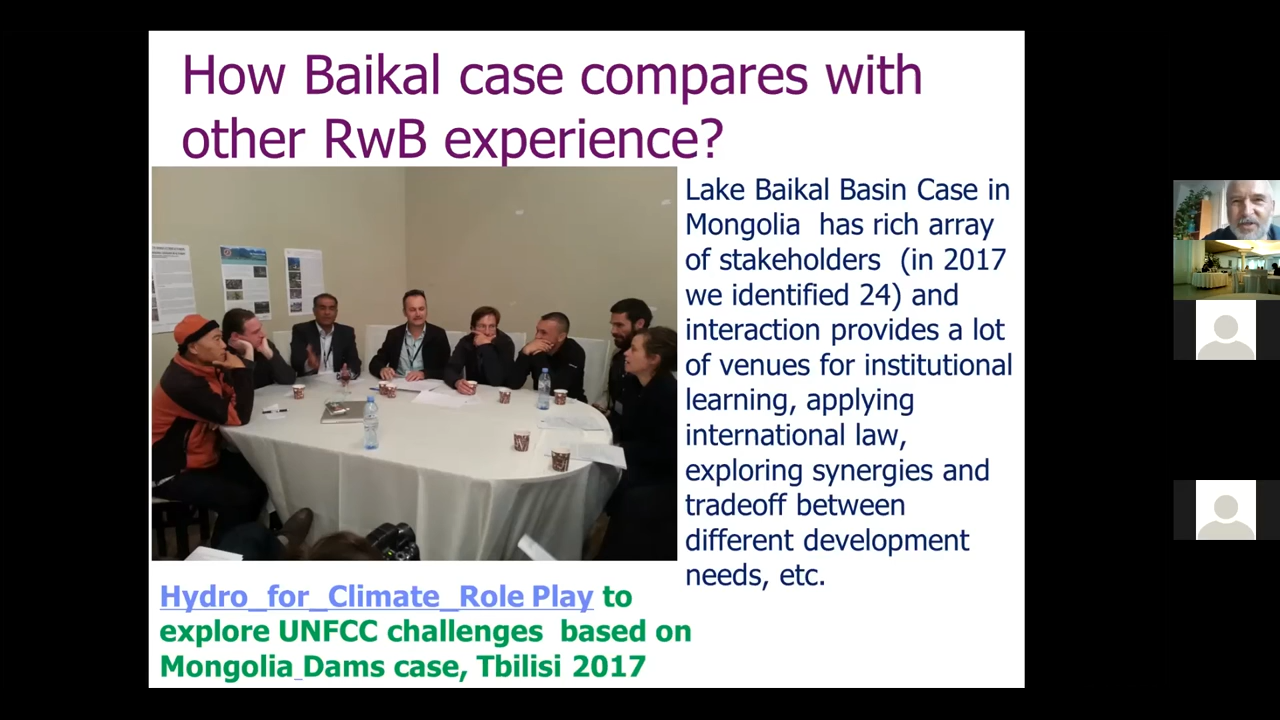 How Baikal case compares with
other RwB experience?
Lake Baikal Basin Case in
Mongolia has rich array
of stakeholders (in 2017
we identified 24) and
interaction provides a lot
of venues for institutional
learning, applying
international law,
exploring synergies and
tradeoff between
different development
needs, etc.
Hydro_for_Climate_Role Play to
explore UNFCC challenges based on
Mongolia Dams case, Tbilisi 2017